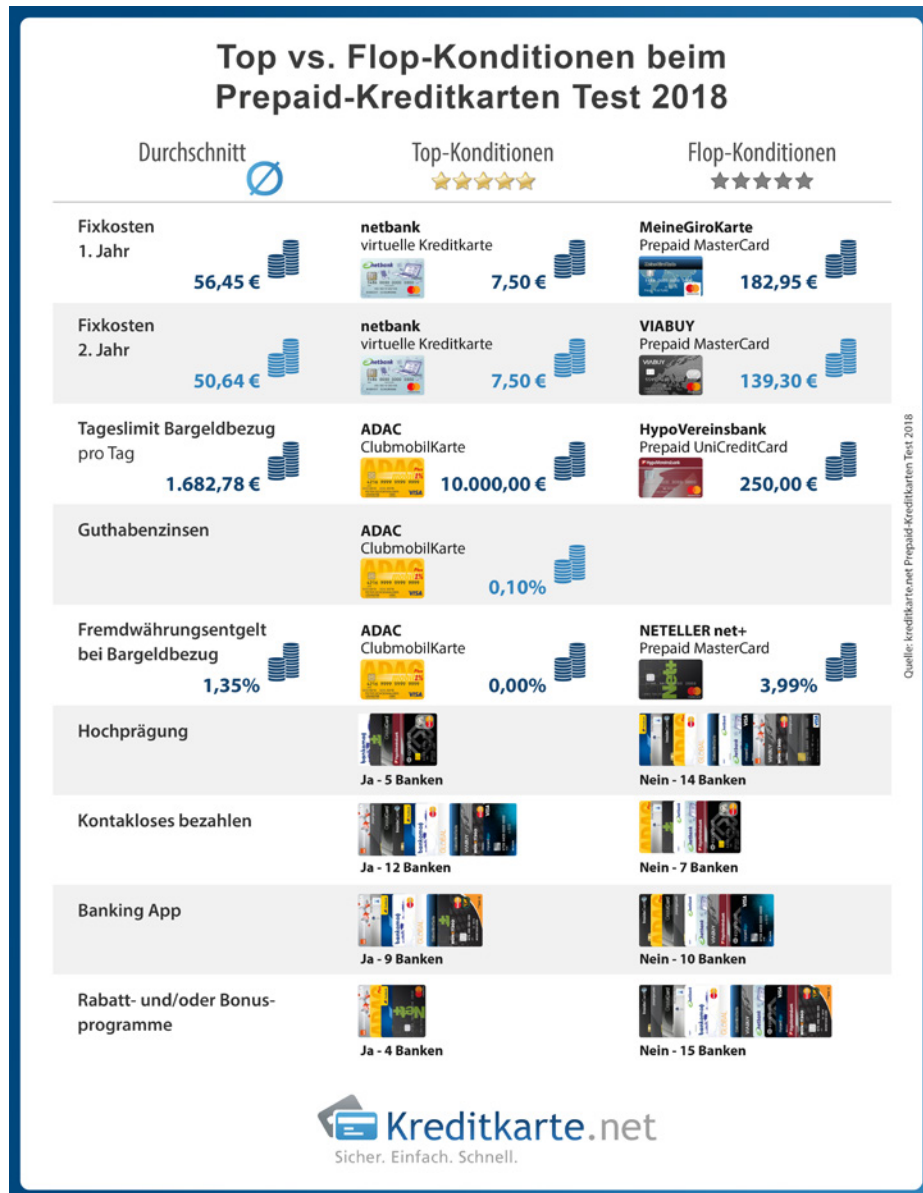 Top vs. Flop-Konditionen beim
Prepaid-Kreditkarten Test 2018
Durchschnitt
Top-Konditionen
Flop-Konditionen
Fixkosten
1. Jahr
56,45 €
netbank
virtuelle Kreditkarte
7,50 €
MeineGiroKarte
Prepaid MasterCard
182,95 €
Fixkosten
2. Jahr
50,64 €
netbank
virtuelle Kreditkarte
7,50 €
VIABUY
Prepaid MasterCard
139,30 €
Tageslimit Bargeldbezug
pro Tag
1.682,78 €
ADAC
ClubmobilKarte
10.000,00 €
HypoVereinsbank
Prepaid UniCreditCard
250,00 €
Guthabenzinsen
ADAC
ClubmobilKarte
0,10%
Fremdwährungsentgelt
bei Bargeldbezug
1,35%
ADAC
ClubmobilKarte
0,00%
NETELLER net+
Prepaid MasterCard
3,99%
Hochprägung
Ja - 5 Banken
Nein - 14 Banken
Kontakloses bezahlen
Ja - 12 Banken
Nein - 7 Banken
Banking App
Ja - 9 Banken
Nein - 10 Banken
Rabatt- und/oder Bonus-
programme
Ja - 4 Banken
Nein - 15 Banken
Quelle: kreditkarte.net Prepaid-Kreditkarten Test 2018
Kreditkarte.net
Sicher. Einfach. Schnell.